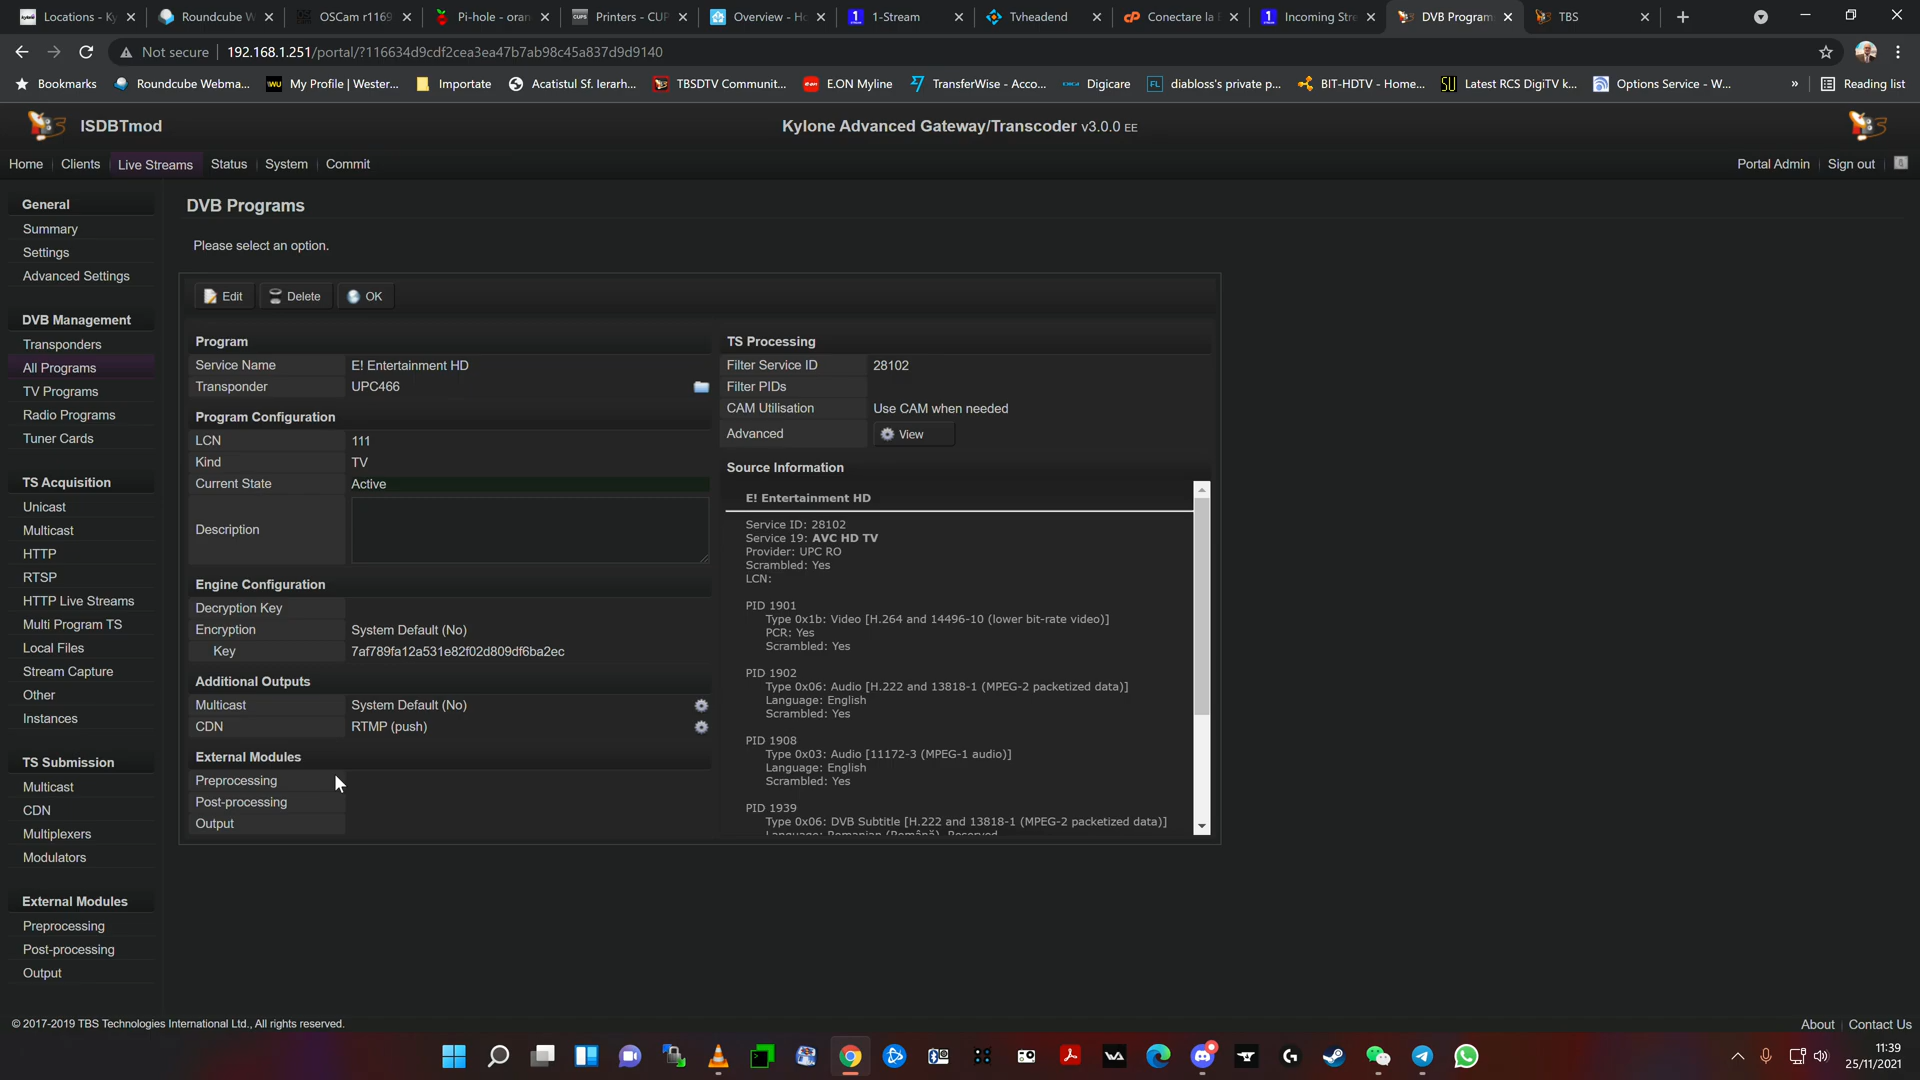 Locations - Ky
Roundcube W
OSCam r1169
Pi-hole - oran
Printers - CUP
Overview - Ho
1-Stream
Tvheadend
Conectare la
Incoming Stre
DVB Program
TBS
Not secure
192.168.1.251/portal/?116634d9cdf2cea3ea47b7ab98c45a837d9d9140
Bookmarks
Roundcube Webma...
My Profile | Wester...
Importate
Acatistul Sf. Ierarh...
TBSDTV Communit...
E.ON Myline
TransferWise - Acco...
Digicare
diabloss's private p...
BIT-HDTV - Home...
Latest RCS DigiTV k...
Options Service - W...
»
Reading list
ISDBTmod
Kylone Advanced Gateway/Transcoder v3.0.0 EE
Home
Clients
Live Streams
Status
System
Commit
Portal Admin
Sign out
General
Summary
Settings
Advanced Settings
DVB Management
Transponders
All Programs
TV Programs
Radio Programs
Tuner Cards
TS Acquisition
Unicast
Multicast
HTTP
RTSP
HTTP Live Streams
Multi Program TS
Local Files
Stream Capture
Other
Instances
TS Submission
Multicast
CDN
Multiplexers
Modulators
External Modules
Preprocessing
Post-processing
Output
DVB Programs
Please select an option.
Edit
Delete
OK
Program
Service Name E! Entertainment HD
Transponder UPC466
Program Configuration
LCN 111
Kind TV
Current State Active
Description
Engine Configuration
Decryption Key
Encryption System Default (No)
Key 7af789fa12a531e82f02d809df6ba2ec
Additional Outputs
Multicast System Default (No)
CDN RTMP (push)
External Modules
Preprocessing
Post-processing
Output
TS Processing
Filter Service ID 28102
Filter PIDs
CAM Utilisation Use CAM when needed
Advanced View
Source Information
E! Entertainment HD
Service ID: 28102
Service 19: AVC HD TV
Provider: UPC RO
Scrambled: Yes
LCN:
PID 1901
Type 0x1b: Video [H.264 and 14496-10 (lower bit-rate video)]
PCR: Yes
Scrambled: Yes
PID 1902
Type 0x06: Audio [H.222 and 13818-1 (MPEG-2 packetized data)]
Language: English
Scrambled: Yes
PID 1908
Type 0x03: Audio [11172-3 (MPEG-1 audio)]
Language: English
Scrambled: Yes
PID 1939
Type 0x06: DVB Subtitle [H.222 and 13818-1 (MPEG-2 packetized data)]
Language: Romanian (Română), Reserved
© 2017-2019 TBS Technologies International Ltd., All rights reserved.
About
Contact Us
11:39
25/11/2021